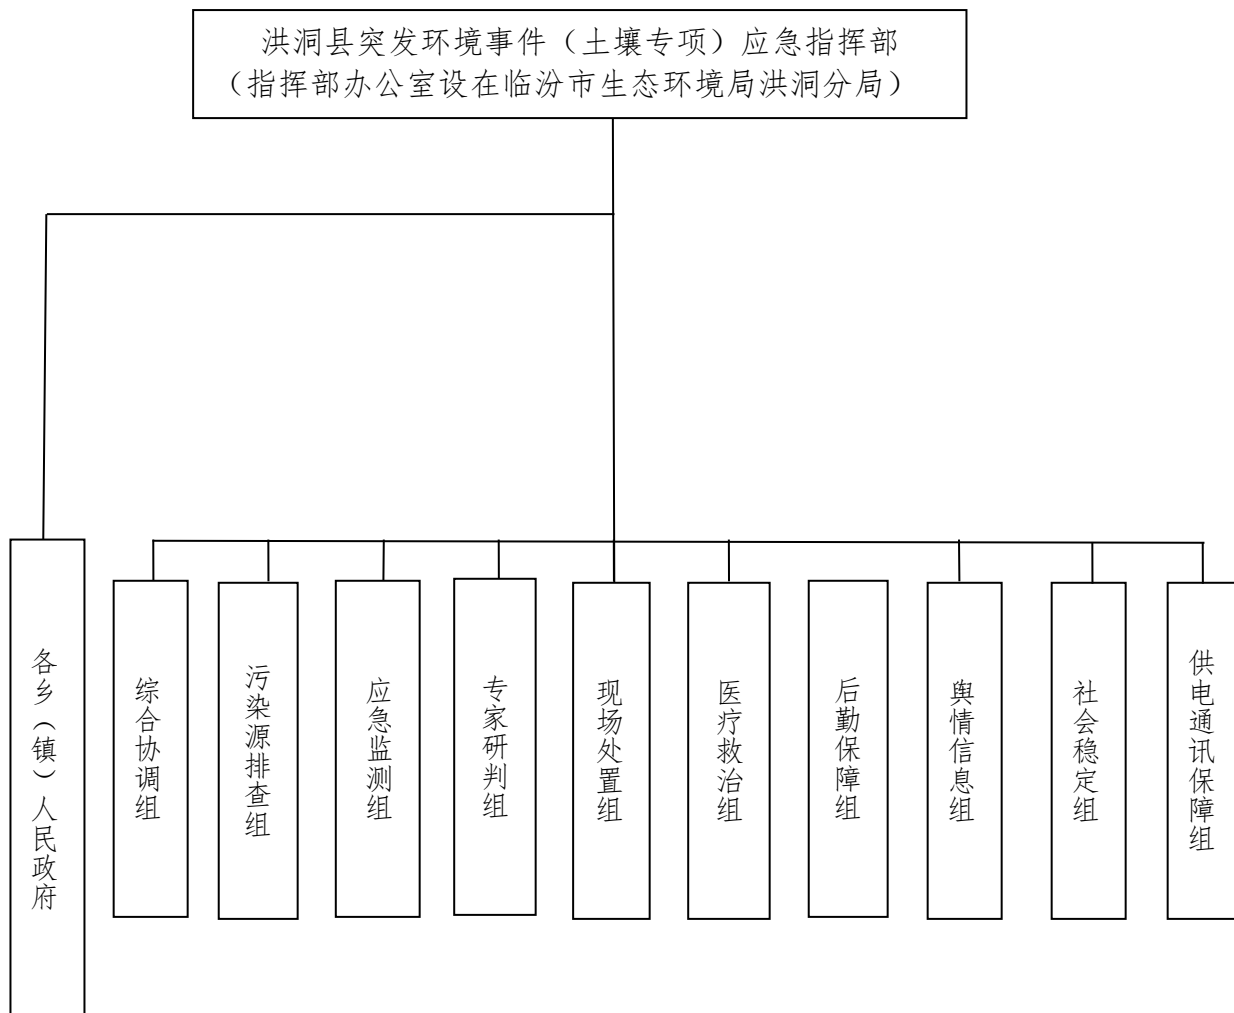 洪洞县突发环境事件（土壤专项）应急指挥部
（指挥部办公室设在临汾市生态环境局洪洞分局）
各乡（镇）人民政府
综合协调组
污染源排查组
应急监测组
专家研判组
现场处置组
医疗救治组
后勤保障组
舆情信息组
社会稳定组
供电通讯保障组